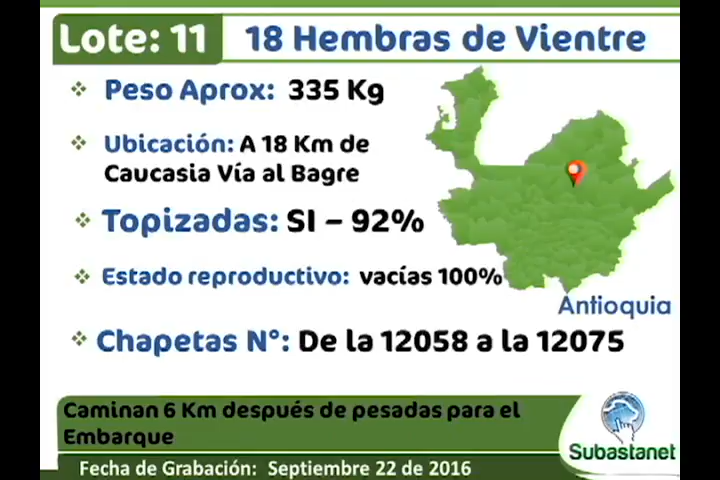 Lote: 11
18 Hembras de Vientre
Peso Aprox: 335 Kg
Ubicación: A 18 Km de
Caucasia Vía al Bagre
Topizadas: SI – 92%
Estado reproductivo: vacías 100%
Antioquia
Chapetas N°: De la 12058 a la 12075
Caminan 6 Km después de pesadas para el
Embarque
Subastanet
Fecha de Grabación: Septiembre 22 de 2016